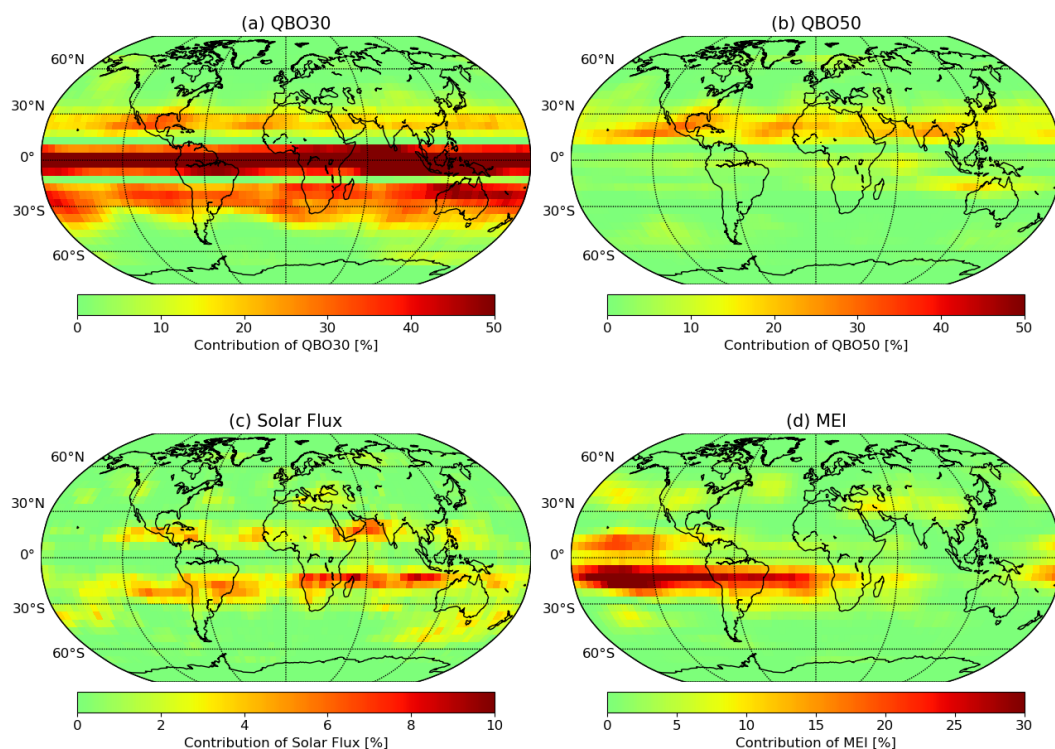 (a) QBO30
60°N
30°N
0°
30°S
60°S
0 10 20 30 40 50
Contribution of QBO30 [%]
(b) QBO50
60°N
30°N
0°
30°S
60°S
0 10 20 30 40 50
Contribution of QBO50 [%]
(c) Solar Flux
60°N
30°N
0°
30°S
60°S
0 2 4 6 8 10
Contribution of Solar Flux [%]
(d) MEI
60°N
30°N
0°
30°S
60°S
0 5 10 15 20 25 30
Contribution of MEI [%]